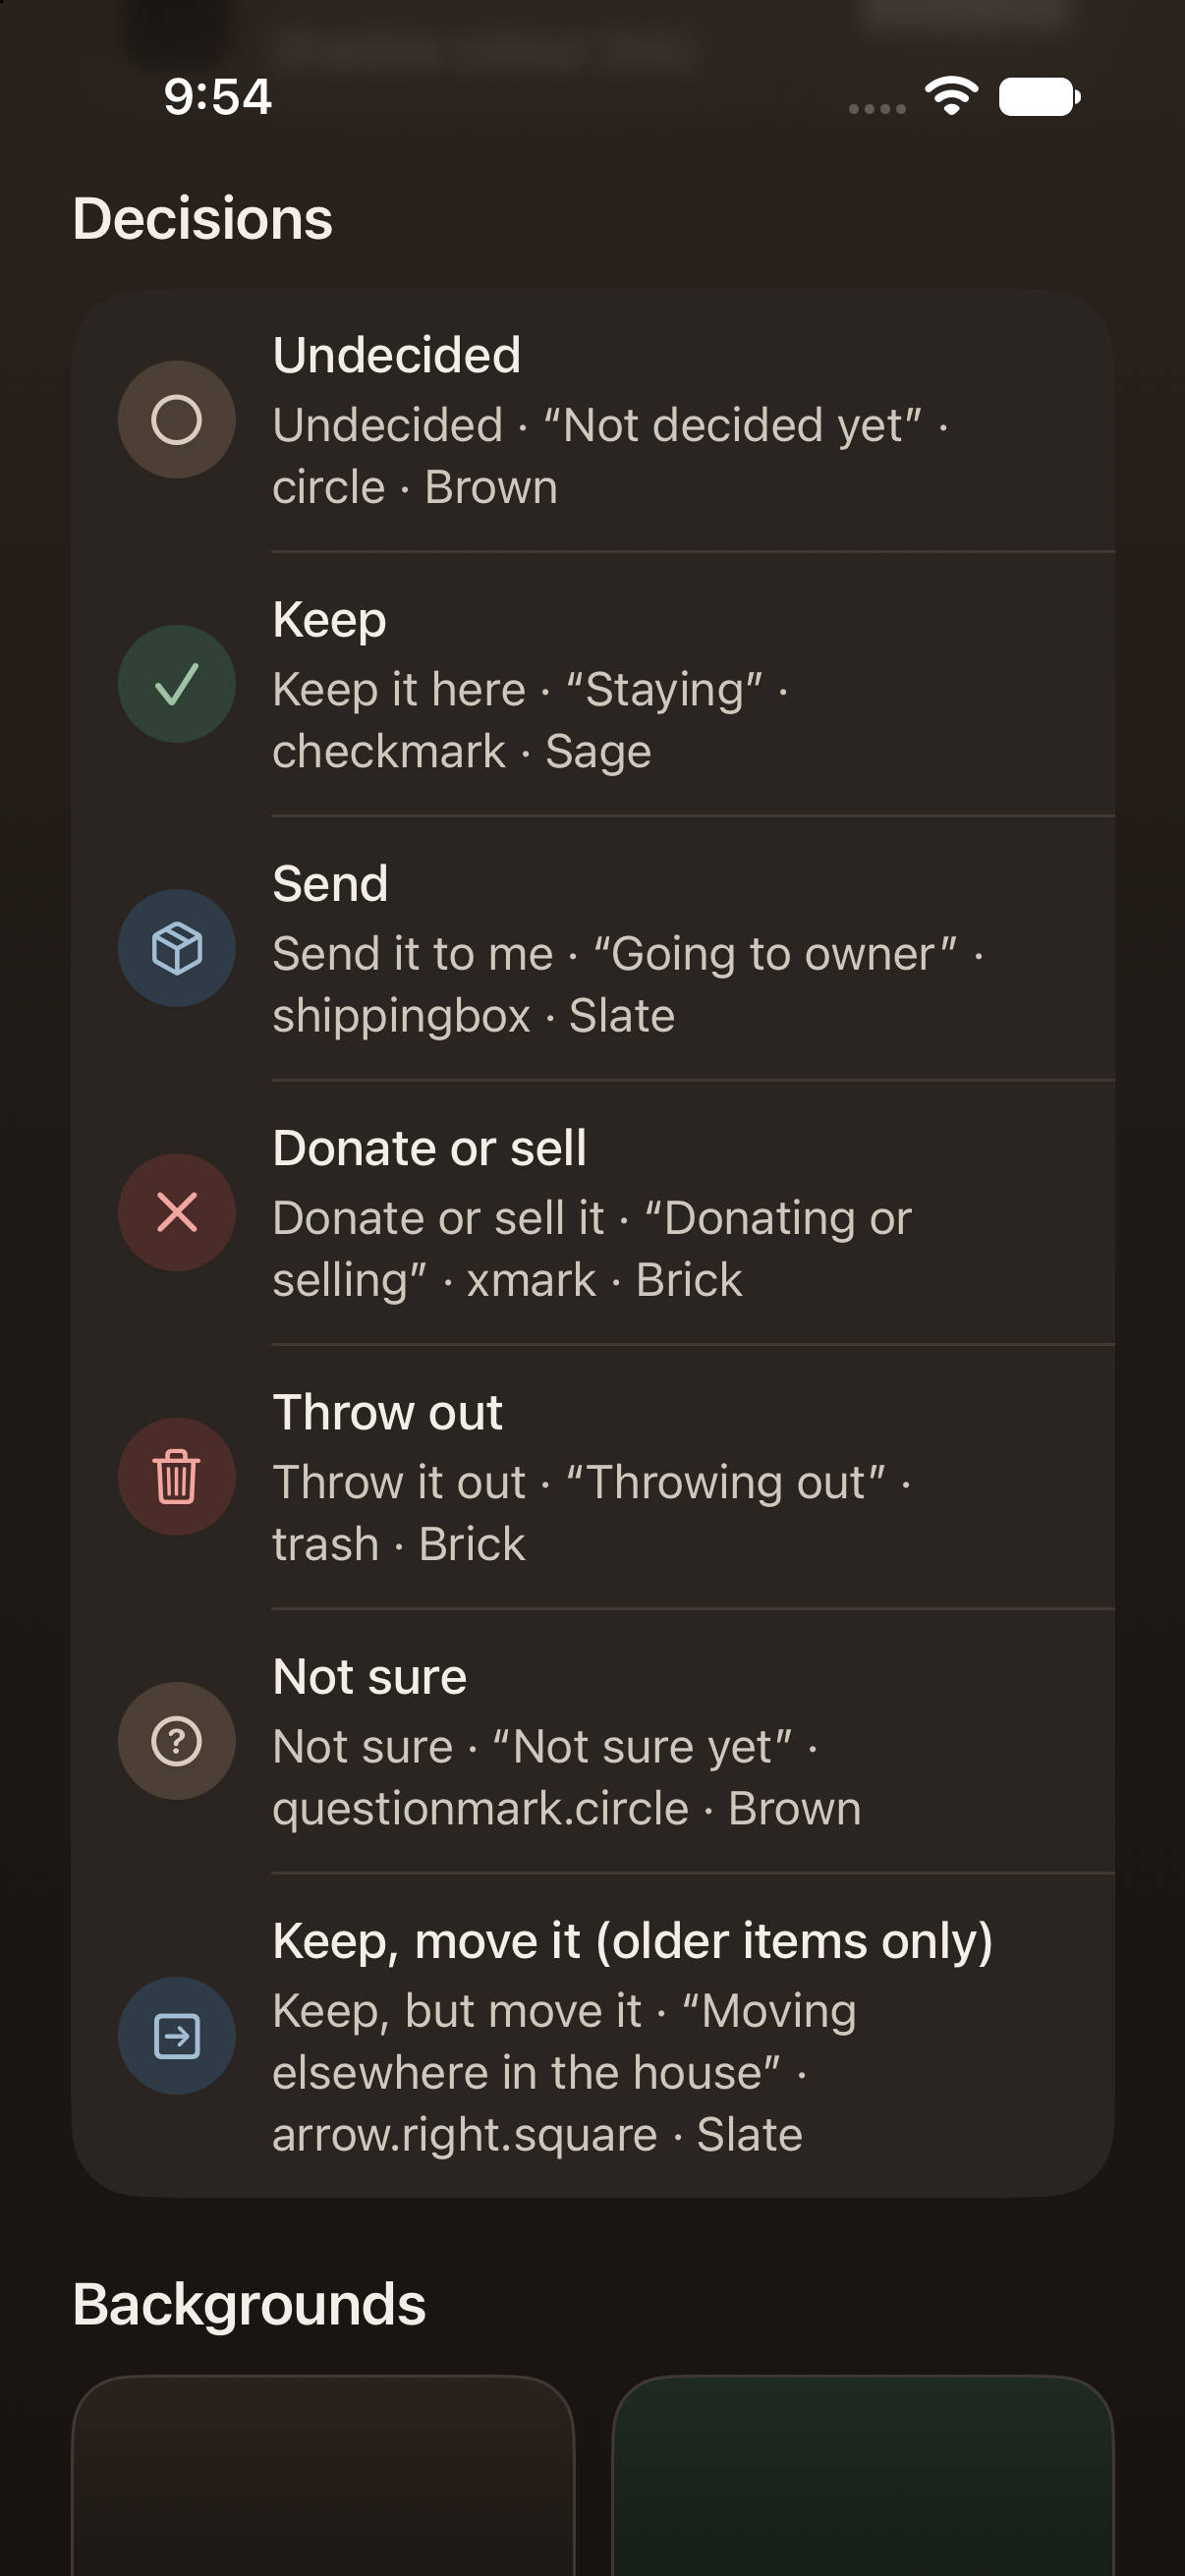 9:54
Decisions
Undecided
Undecided · “Not decided yet” ·
circle · Brown
Keep
Keep it here · “Staying” ·
checkmark · Sage
Send
Send it to me · “Going to owner” ·
shippingbox · Slate
Donate or sell
Donate or sell it · “Donating or
selling” · xmark · Brick
Throw out
Throw it out · “Throwing out” ·
trash · Brick
Not sure
Not sure · “Not sure yet” ·
questionmark.circle · Brown
Keep, move it (older items only)
Keep, but move it · “Moving
elsewhere in the house” ·
arrow.right.square · Slate
Backgrounds